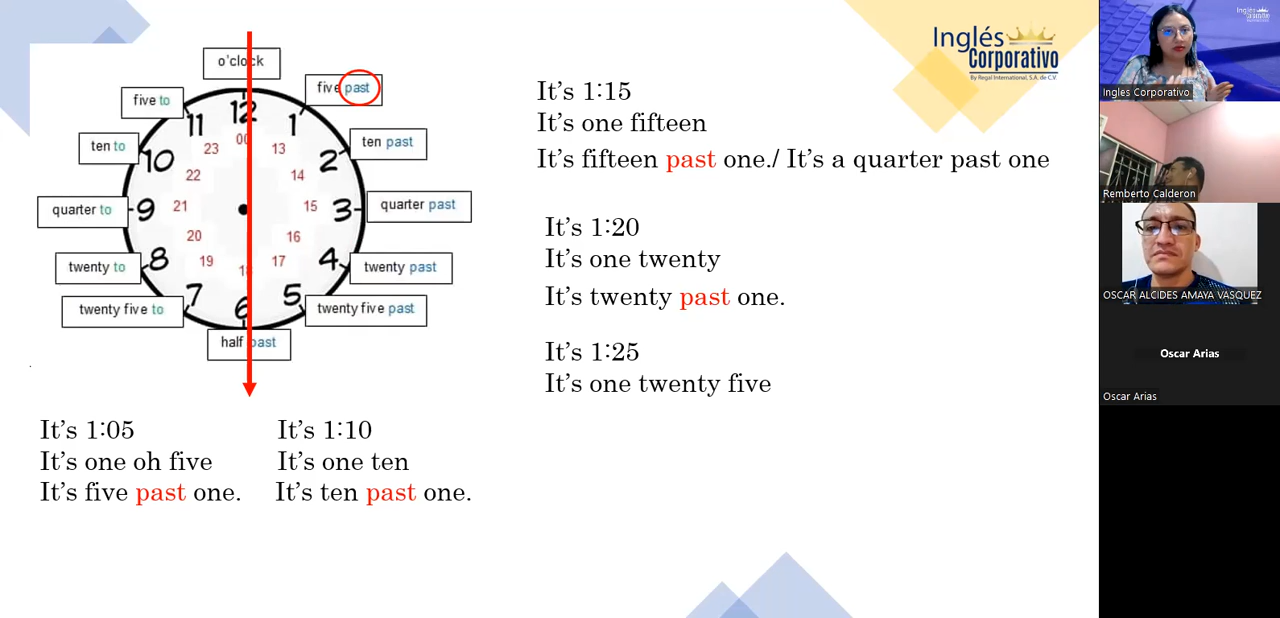 o'clock
five past
ten past
quarter past
twenty past
twenty five past
half past
twenty five to
twenty to
quarter to
ten to
five to
12
1
2
3
4
5
6
7
8
9
10
11
00
13
14
15
16
17
18
19
20
21
22
23
It's 1:05
It's one oh five
It's five past one.
It's 1:10
It's one ten
It's ten past one.
Inglés
Corporativo
By Regal International, S.A. de C.V.
It's 1:15
It's one fifteen
It's fifteen past one./ It's a quarter past one
It's 1:20
It's one twenty
It's twenty past one.
It's 1:25
It's one twenty five
Ingles Corporativo
Remberto Calderon
OSCAR ALCIDES AMAYA VASQUEZ
Oscar Arias
Oscar Arias